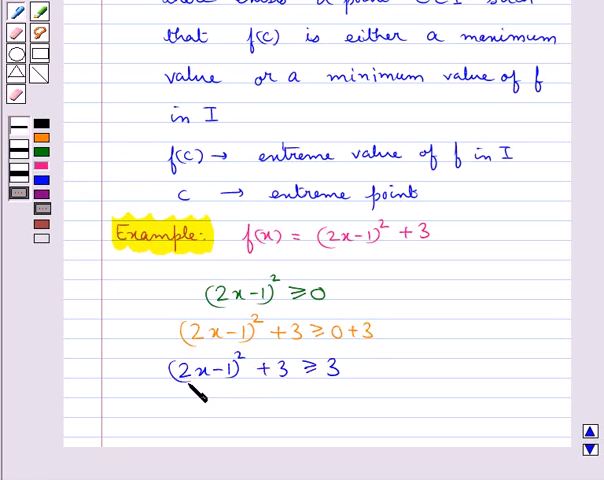 that f(c) is either a maximum
value or a minimum value of f
in I
f(c) → extreme value of f in I
c → extreme point
Example: f(x) = (2x-1)² + 3
(2x-1)² ≥ 0
(2x-1)² + 3 ≥ 0+3
(2x-1)² + 3 ≥ 3